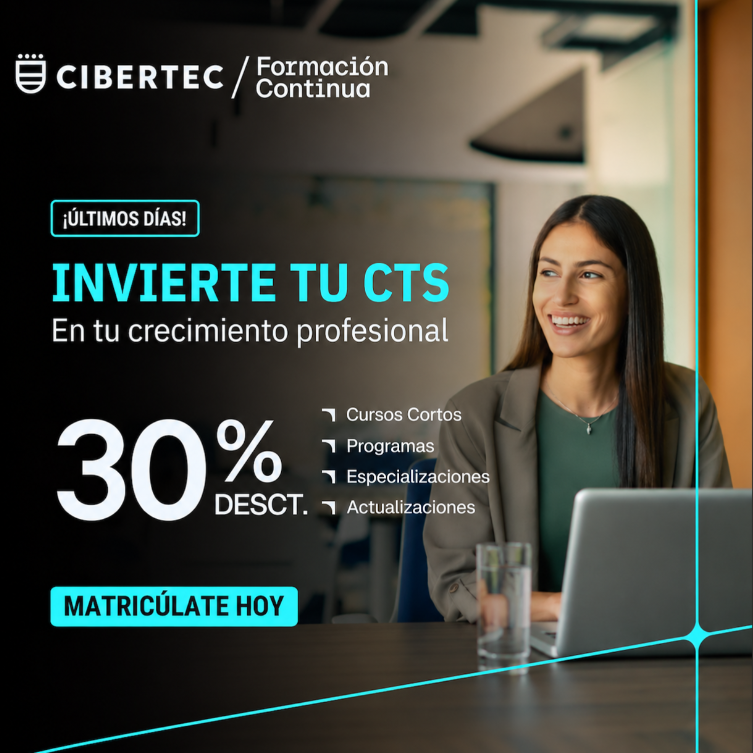 CIBERTEC / Formación
Continua
¡ÚLTIMOS DÍAS!
INVIERTE TU CTS
En tu crecimiento profesional
30% DESCT.
Cursos Cortos
Programas
Especializaciones
Actualizaciones
MATRICÚLATE HOY